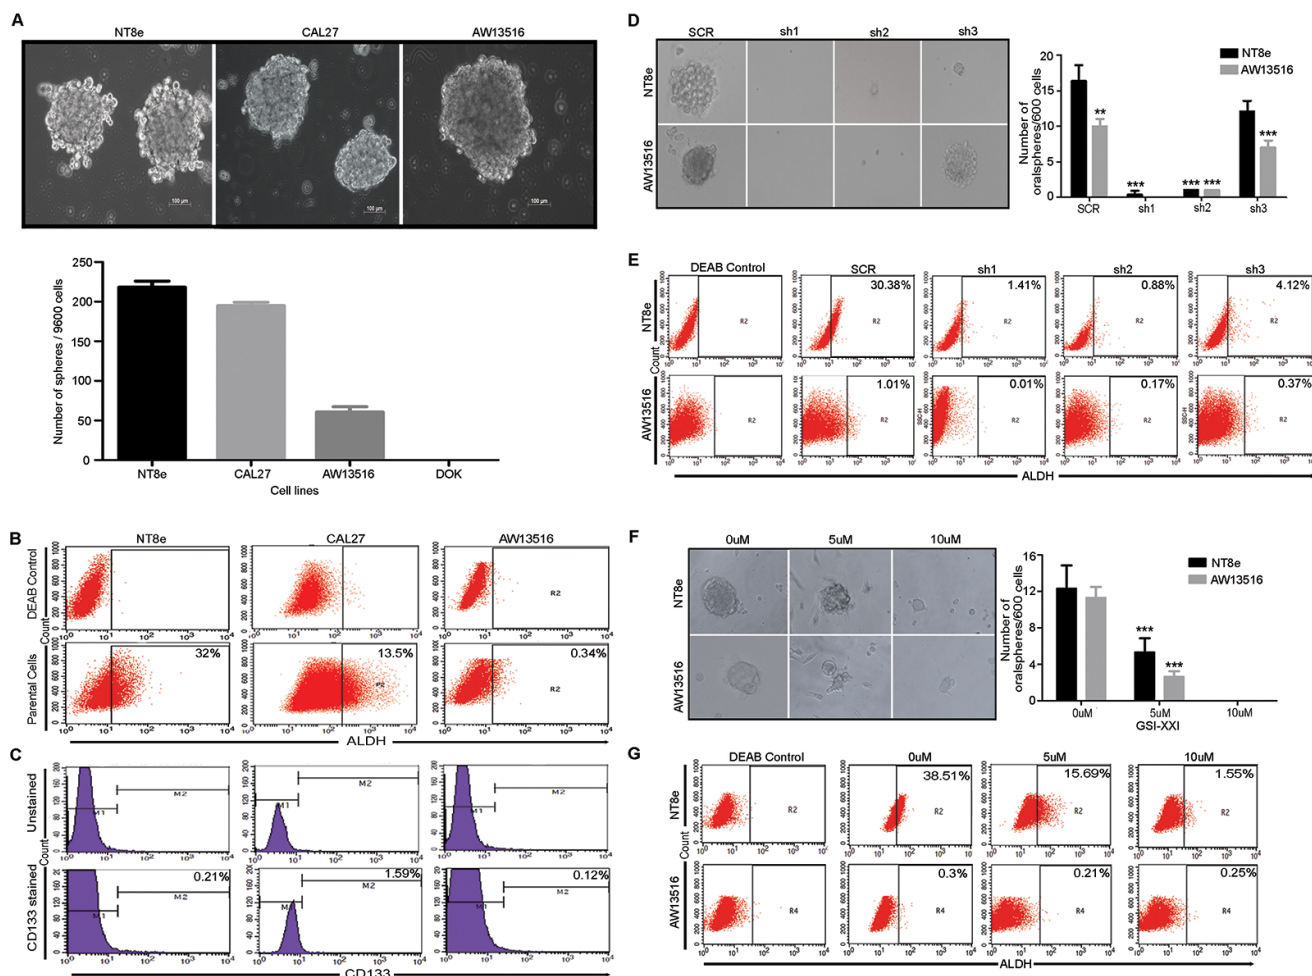 A
NT8e CAL27 AW13516
100 µm 100 µm 100 µm
Number of spheres / 9600 cells
250
200
150
100
50
0
NT8e CAL27 AW13516 DOK
Cell lines
B
NT8e CAL27 AW13516
DEAB Control
Count
R2
Parental Cells
32% 13.5% 0.34%
R2
ALDH
C
Unstained
Count
M1 M2 M1 M2 M1 M2
CD133 stained
0.21% 1.59% 0.12%
M1 M2 M2 M1 M2
CD133
D
SCR sh1 sh2 sh3
NT8e
AW13516
Number of
oralspheres/600 cells
20
15
10
5
0
NT8e
AW13516
** *** *** *** ***
SCR sh1 sh2 sh3
E
DEAB Control SCR sh1 sh2 sh3
NT8e
30.38% 1.41% 0.88% 4.12%
R2 R2 R2 R2 R2
Count
AW13516
1.01% 0.01% 0.17% 0.37%
R2 R2 R2 R2 R2
SSC-H SSC-H
ALDH
F
0uM 5uM 10uM
NT8e
AW13516
Number of
oralspheres/600 cells
16
12
8
4
0
NT8e
AW13516
*** ***
0uM 5uM 10uM
GSI-XXI
G
DEAB Control 0uM 5uM 10uM
NT8e
38.51% 15.69% 1.55%
R2 R2 R2 R2
Count
AW13516
0.3% 0.21% 0.25%
R4 R4 R4 R4
ALDH